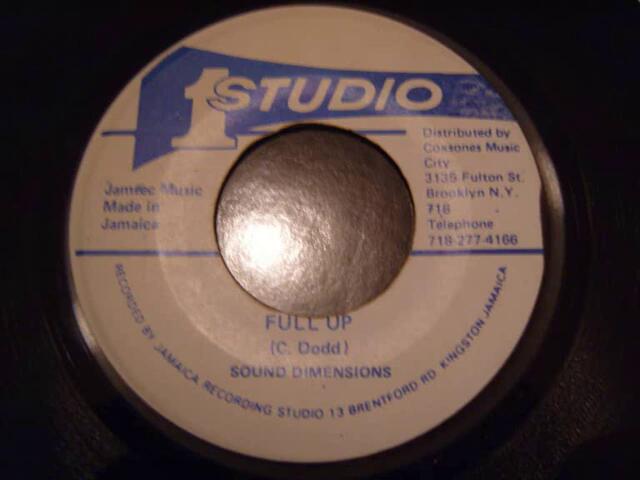 1 STUDIO
Jamrec Music
Made in
Jamaica
Distributed by
Coxsones Music
City
3135 Fulton St.
Brooklyn N.Y.
718
Telephone
718-277-4166
FULL UP
(C. Dodd)
SOUND DIMENSIONS
RECORDED BY JAMAICA RECORDING STUDIO 13 BRENTFORD RD. KINGSTON JAMAICA